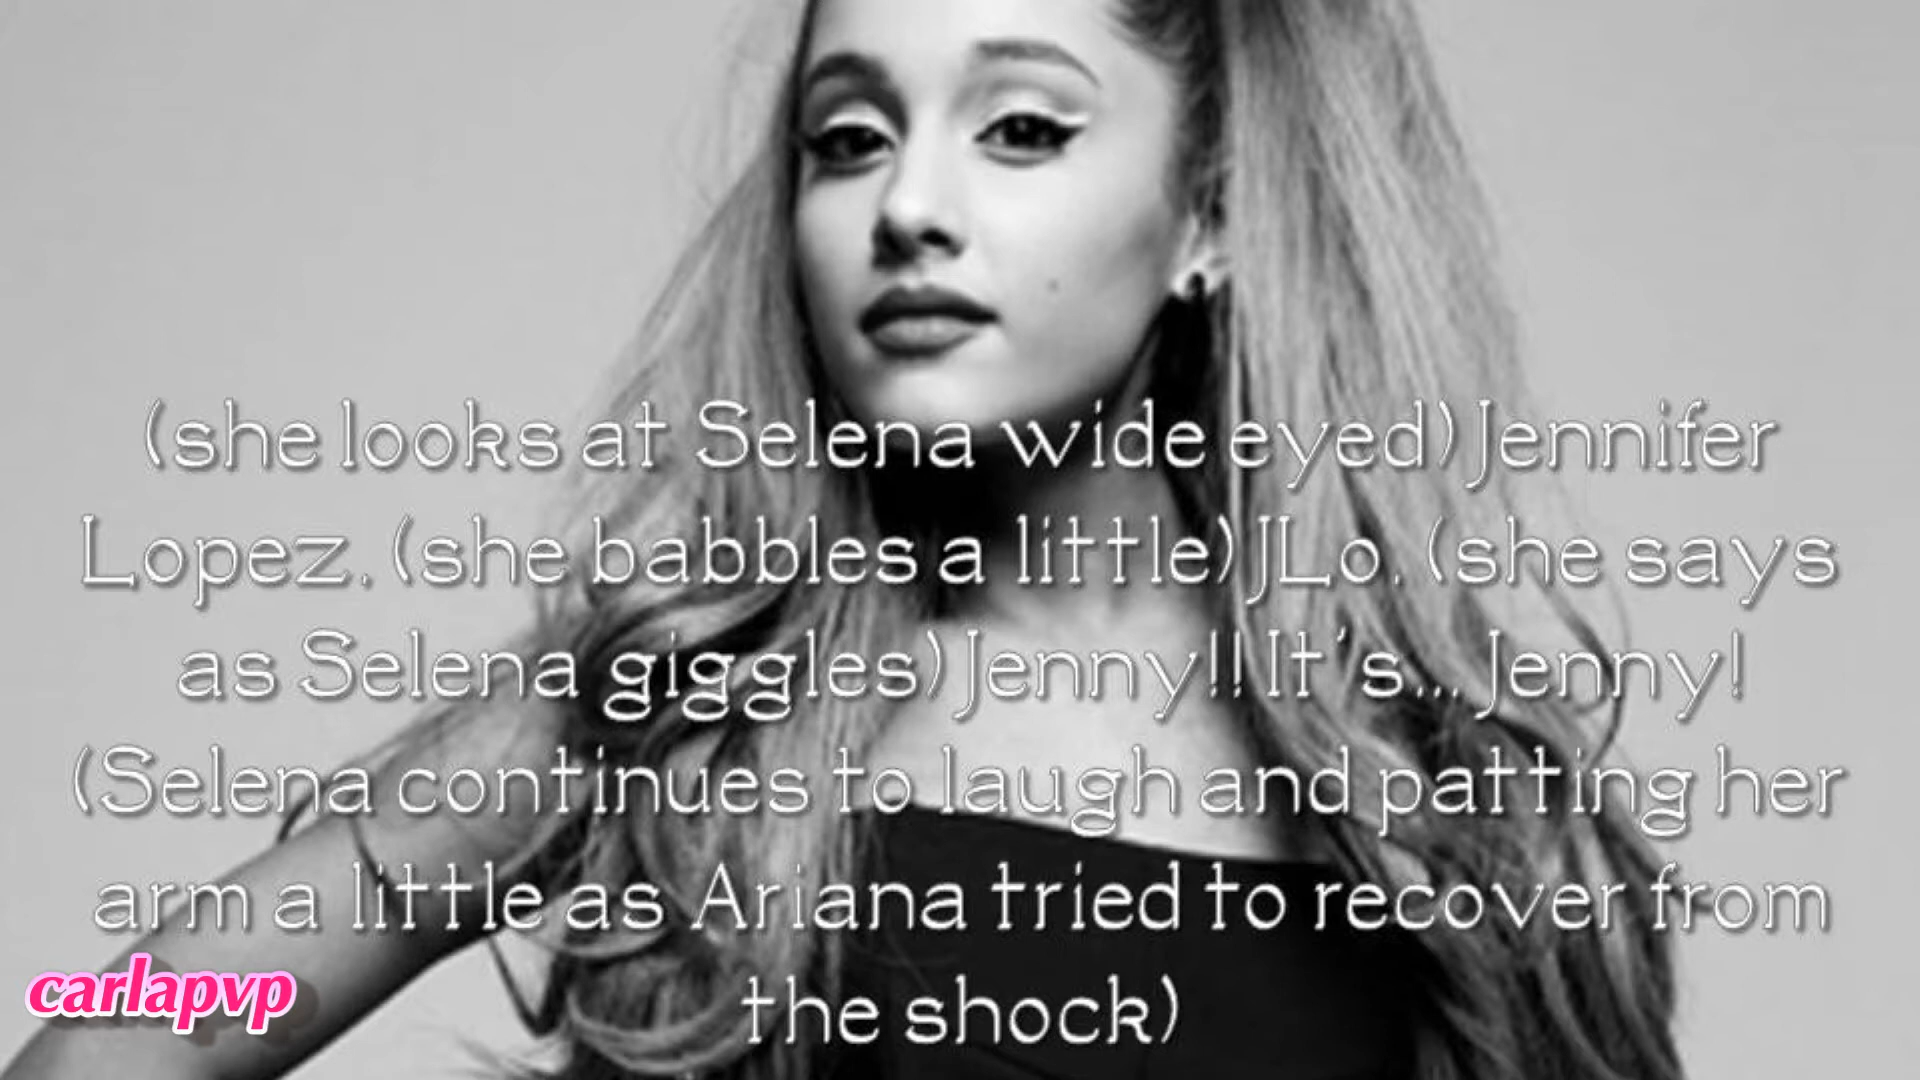 (she looks at Selena wide eyed) Jennifer
Lopez. (she babbles a little) JLo. (she says
as Selena giggles) Jenny!! It's... Jenny!
(Selena continues to laugh and patting her
arm a little as Ariana tried to recover from
the shock)
carlapvp